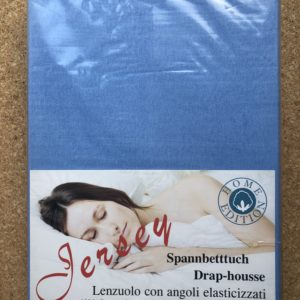 HOME EDITION
Jersey
Spannbetttuch
Drap-housse
Lenzuolo con angoli elasticizzati